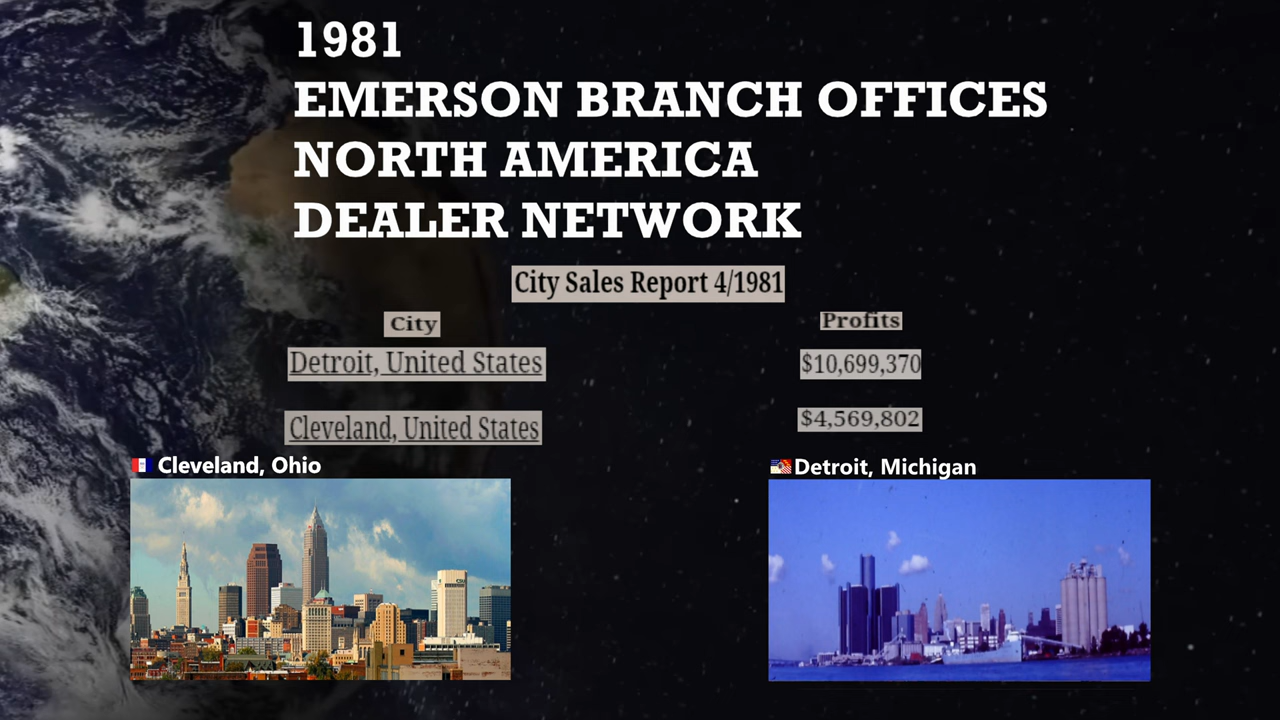 1981
EMERSON BRANCH OFFICES
NORTH AMERICA
DEALER NETWORK
City Sales Report 4/1981
City Profits
Detroit, United States $10,699,370
Cleveland, United States $4,569,802
Cleveland, Ohio
Detroit, Michigan